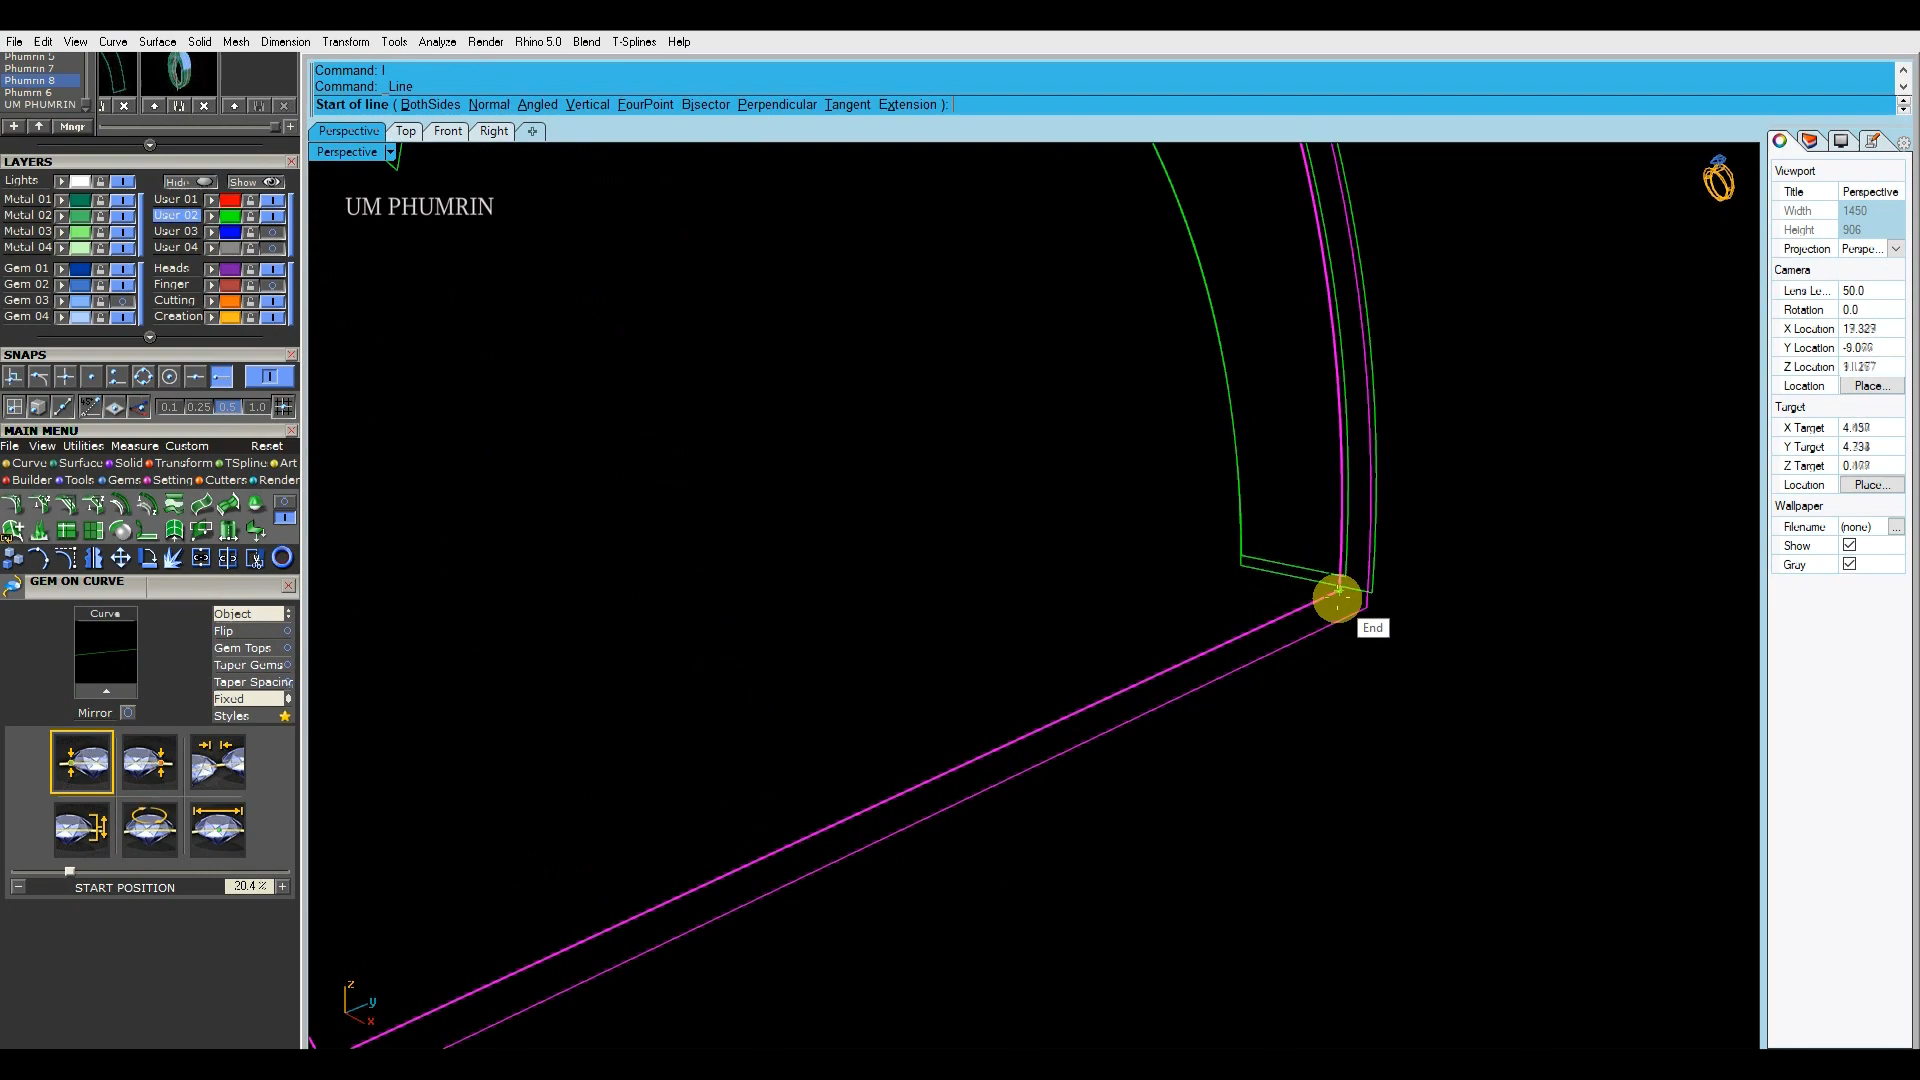 File Edit View Curve Surface Solid Mesh Dimension Transform Tools Analyze Render Rhino 5.0 Blend T-Splines Help
Phumrin 5
Phumrin 7
Phumrin 8
Phumrin 6
UM PHUMRIN
Mngr
Command: l
Command: _Line
Start of line ( BothSides Normal Angled Vertical FourPoint Bisector Perpendicular Tangent Extension ):
Perspective Top Front Right
Perspective
UM PHUMRIN
End
z
y
x
LAYERS
Lights Hide Show
Metal 01 User 01
Metal 02 User 02
Metal 03 User 03
Metal 04 User 04
Gem 01 Heads
Gem 02 Finger
Gem 03 Cutting
Gem 04 Creation
SNAPS
0.1 0.25 0.5 1.0
MAIN MENU
File View Utilities Measure Custom Reset
Curve Surface Solid Transform TSpline Art
Builder Tools Gems Setting Cutters Render
GEM ON CURVE
Curve Object
Flip
Gem Tops
Taper Gems
Taper Spacing
Fixed
Mirror Styles
START POSITION 20.4 %
Viewport
Title Perspective
Width 1450
Height 906
Projection Perspe...
Camera
Lens Le... 50.0
Rotation 0.0
X Location
Y Location
Z Location
Location Place...
Target
X Target
Y Target
Z Target
Location Place...
Wallpaper
Filename (none) ...
Show
Gray